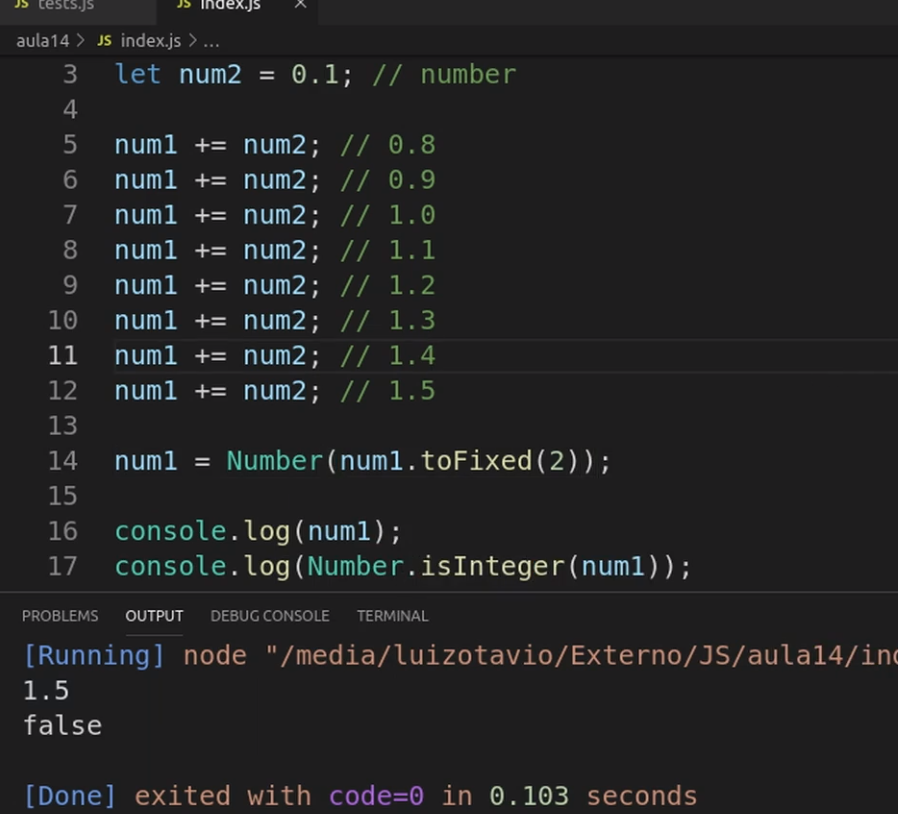 JS tests.js JS index.js ×
aula14 > JS index.js > ...
3 let num2 = 0.1; // number
4
5 num1 += num2; // 0.8
6 num1 += num2; // 0.9
7 num1 += num2; // 1.0
8 num1 += num2; // 1.1
9 num1 += num2; // 1.2
10 num1 += num2; // 1.3
11 num1 += num2; // 1.4
12 num1 += num2; // 1.5
13
14 num1 = Number(num1.toFixed(2));
15
16 console.log(num1);
17 console.log(Number.isInteger(num1));
PROBLEMS OUTPUT DEBUG CONSOLE TERMINAL
[Running] node "/media/luizotavio/Externo/JS/aula14/ind
1.5
false
[Done] exited with code=0 in 0.103 seconds